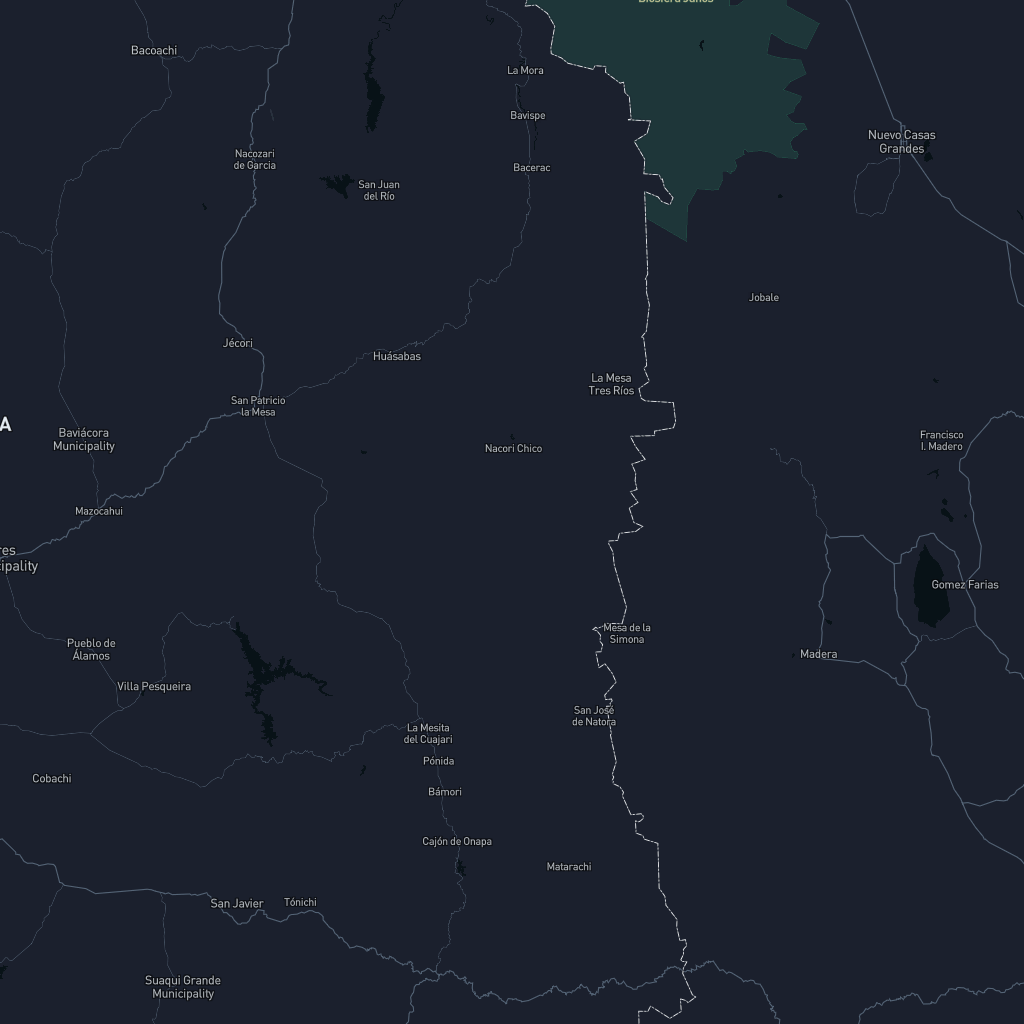 Bacoachi
La Mora
Bavispe
Nuevo Casas
Grandes
Nacozari
de Garcia
Bacerac
San Juan
del Río
Jobale
Jécori
Huásabas
La Mesa
Tres Ríos
San Patricio
la Mesa
A
Baviácora
Municipality
Nacori Chico
Francisco
I. Madero
Mazocahui
Gomez Farias
Mesa de la
Simona
Pueblo de
Álamos
Madera
Villa Pesqueira
San José
de Natora
La Mesita
del Cuajari
Pónida
Cobachi
Bámori
Cajón de Onapa
Matarachi
San Javier
Tónichi
Suaqui Grande
Municipality